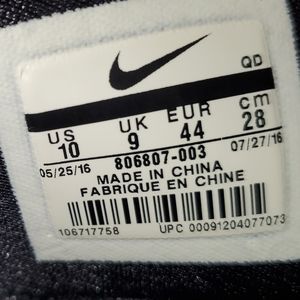 QD
US UK EUR cm
10 9 44 28
05/25/16 806807-003 07/27/16
MADE IN CHINA
FABRIQUE EN CHINE
106717758 UPC 00091204077073